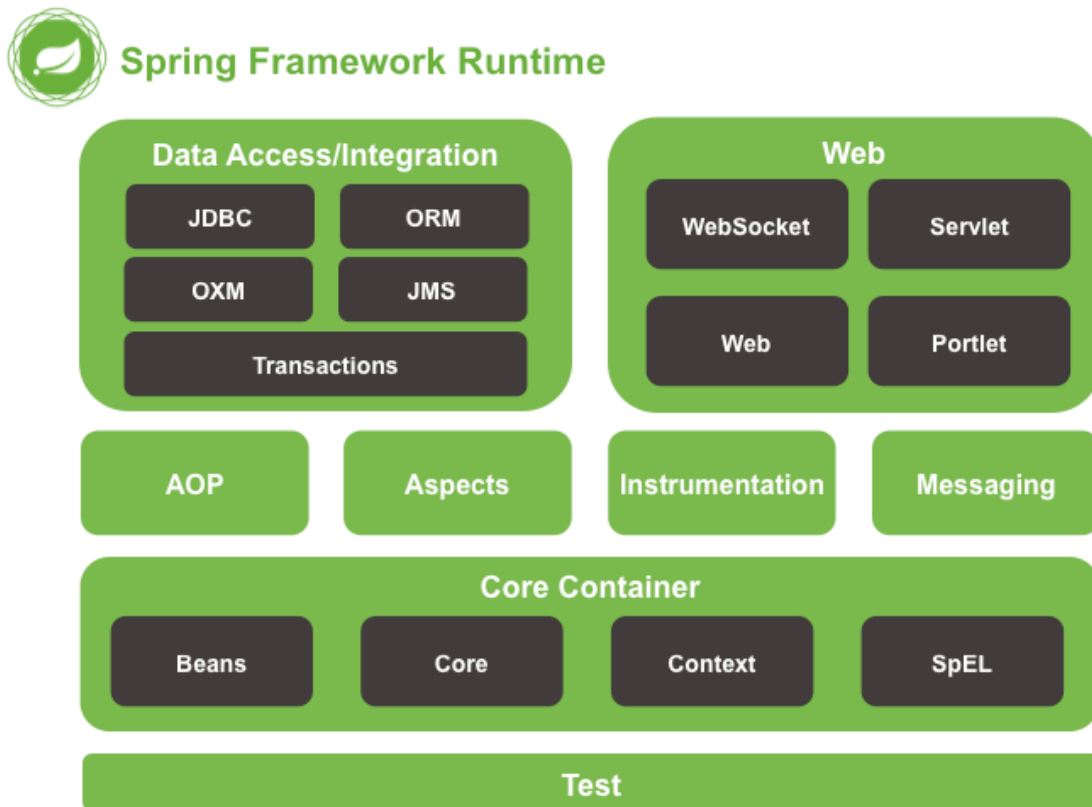 Spring Framework Runtime
Data Access/Integration
JDBC
ORM
OXM
JMS
Transactions
Web
WebSocket
Servlet
Web
Portlet
AOP
Aspects
Instrumentation
Messaging
Core Container
Beans
Core
Context
SpEL
Test